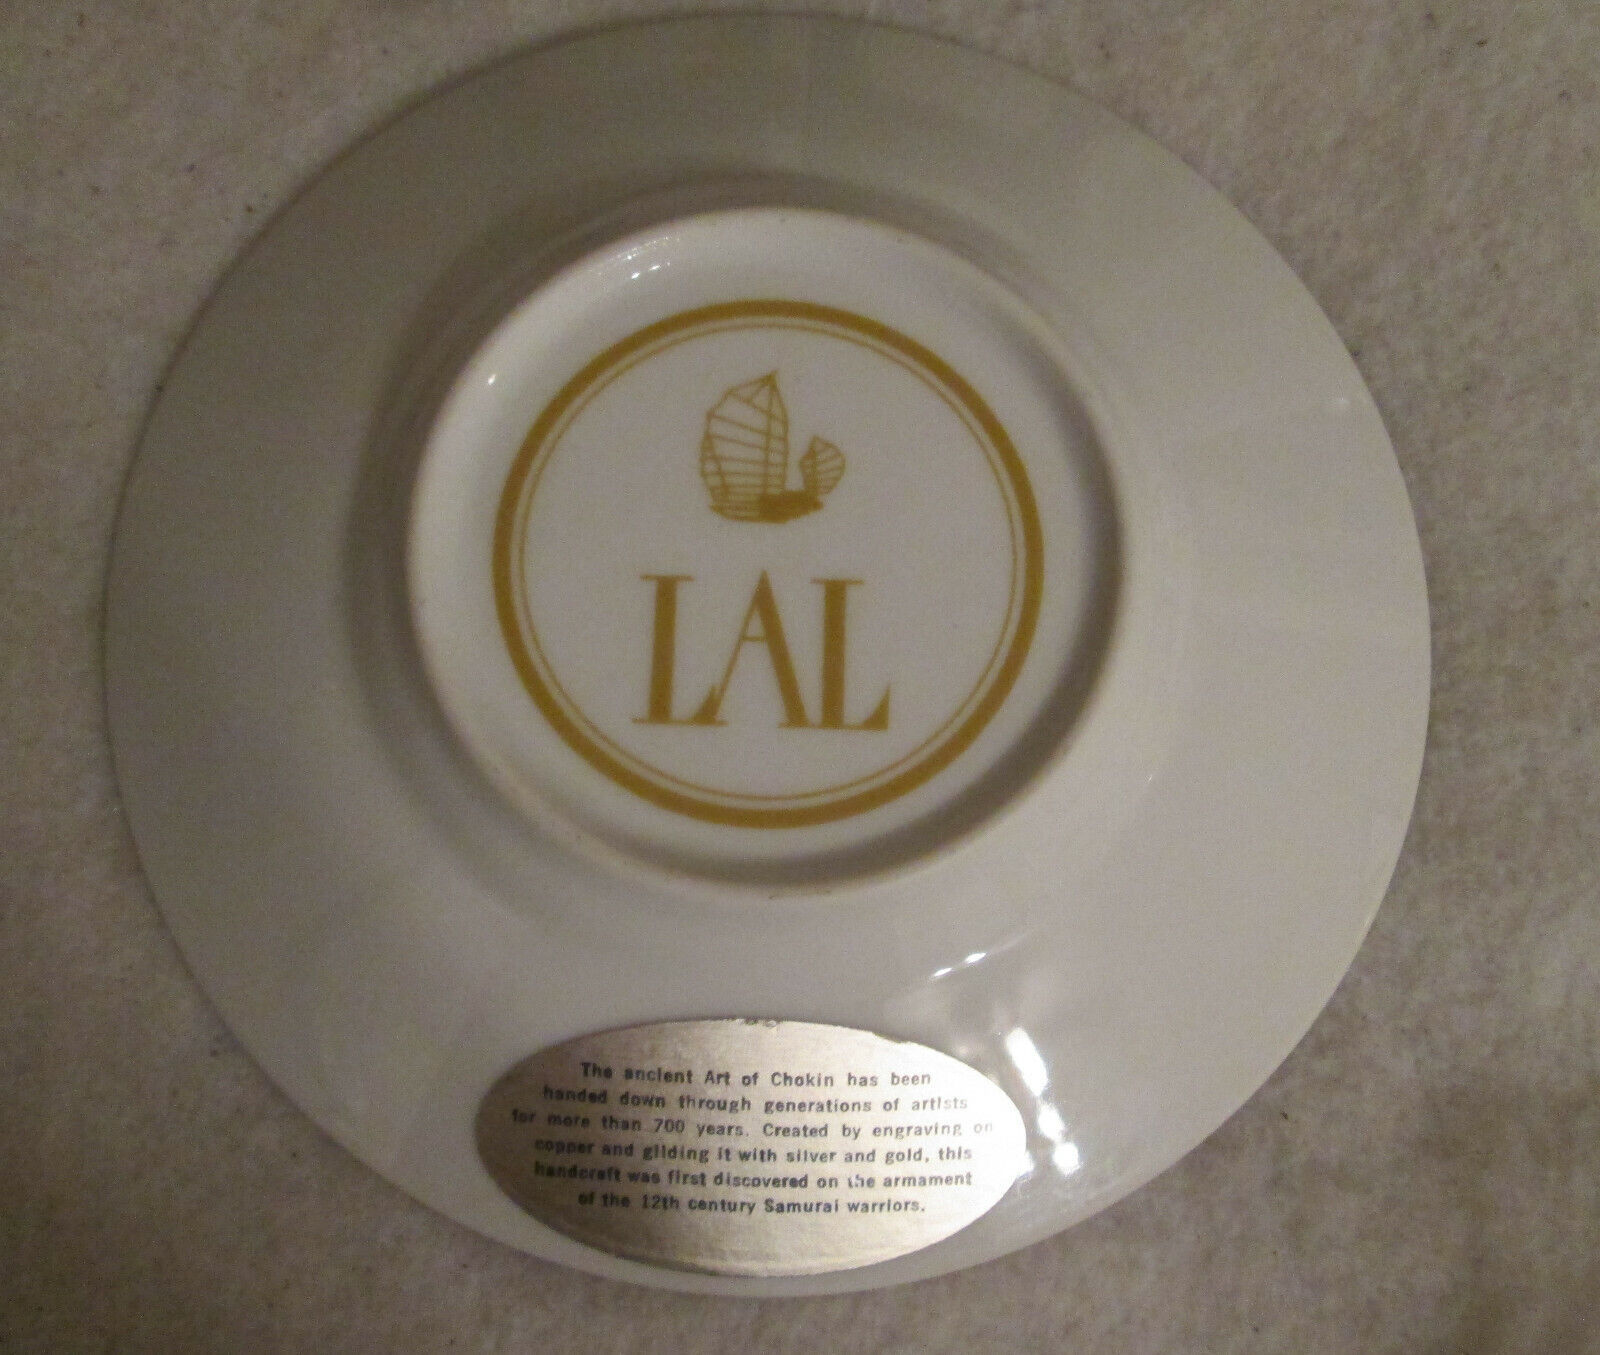 LAL
The ancient Art of Chokin has been
handed down through generations of artists
for more than 700 years. Created by engraving on
copper and gilding it with silver and gold, this
handcraft was first discovered on the armament
of the 12th century Samurai warriors.